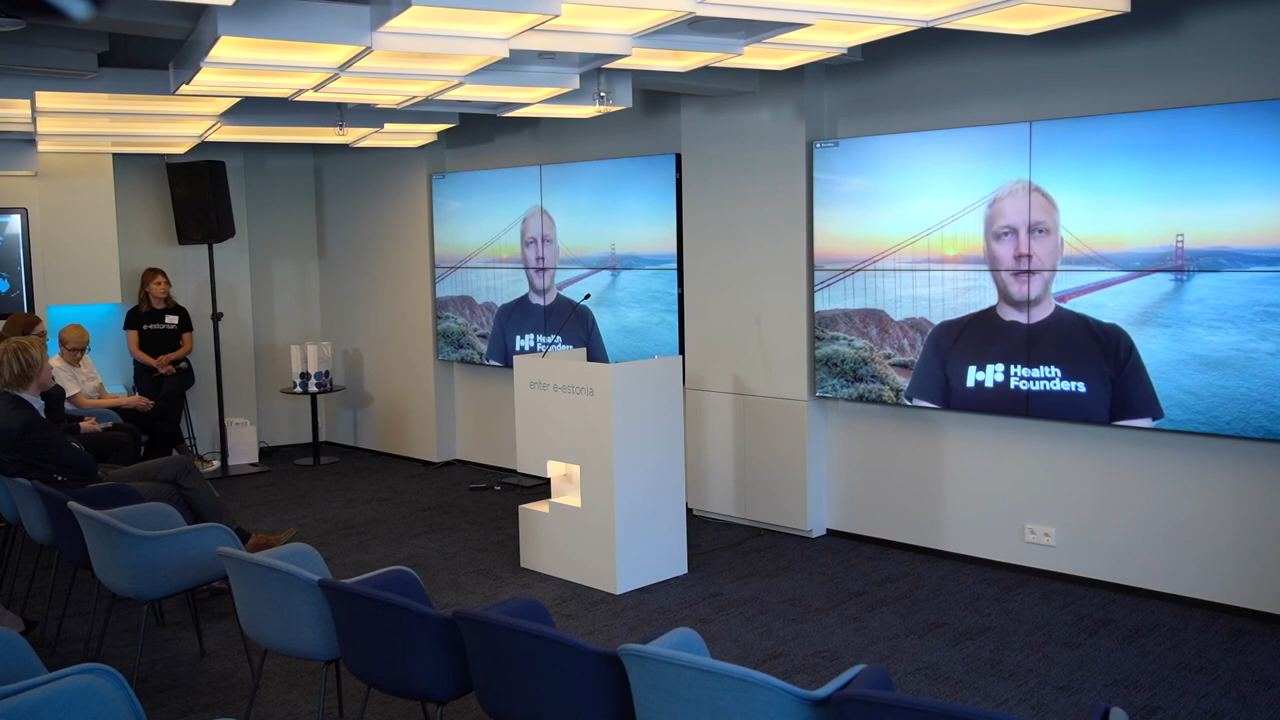 e-estonian
Health
Founders
enter e-estonia
Health
Founders